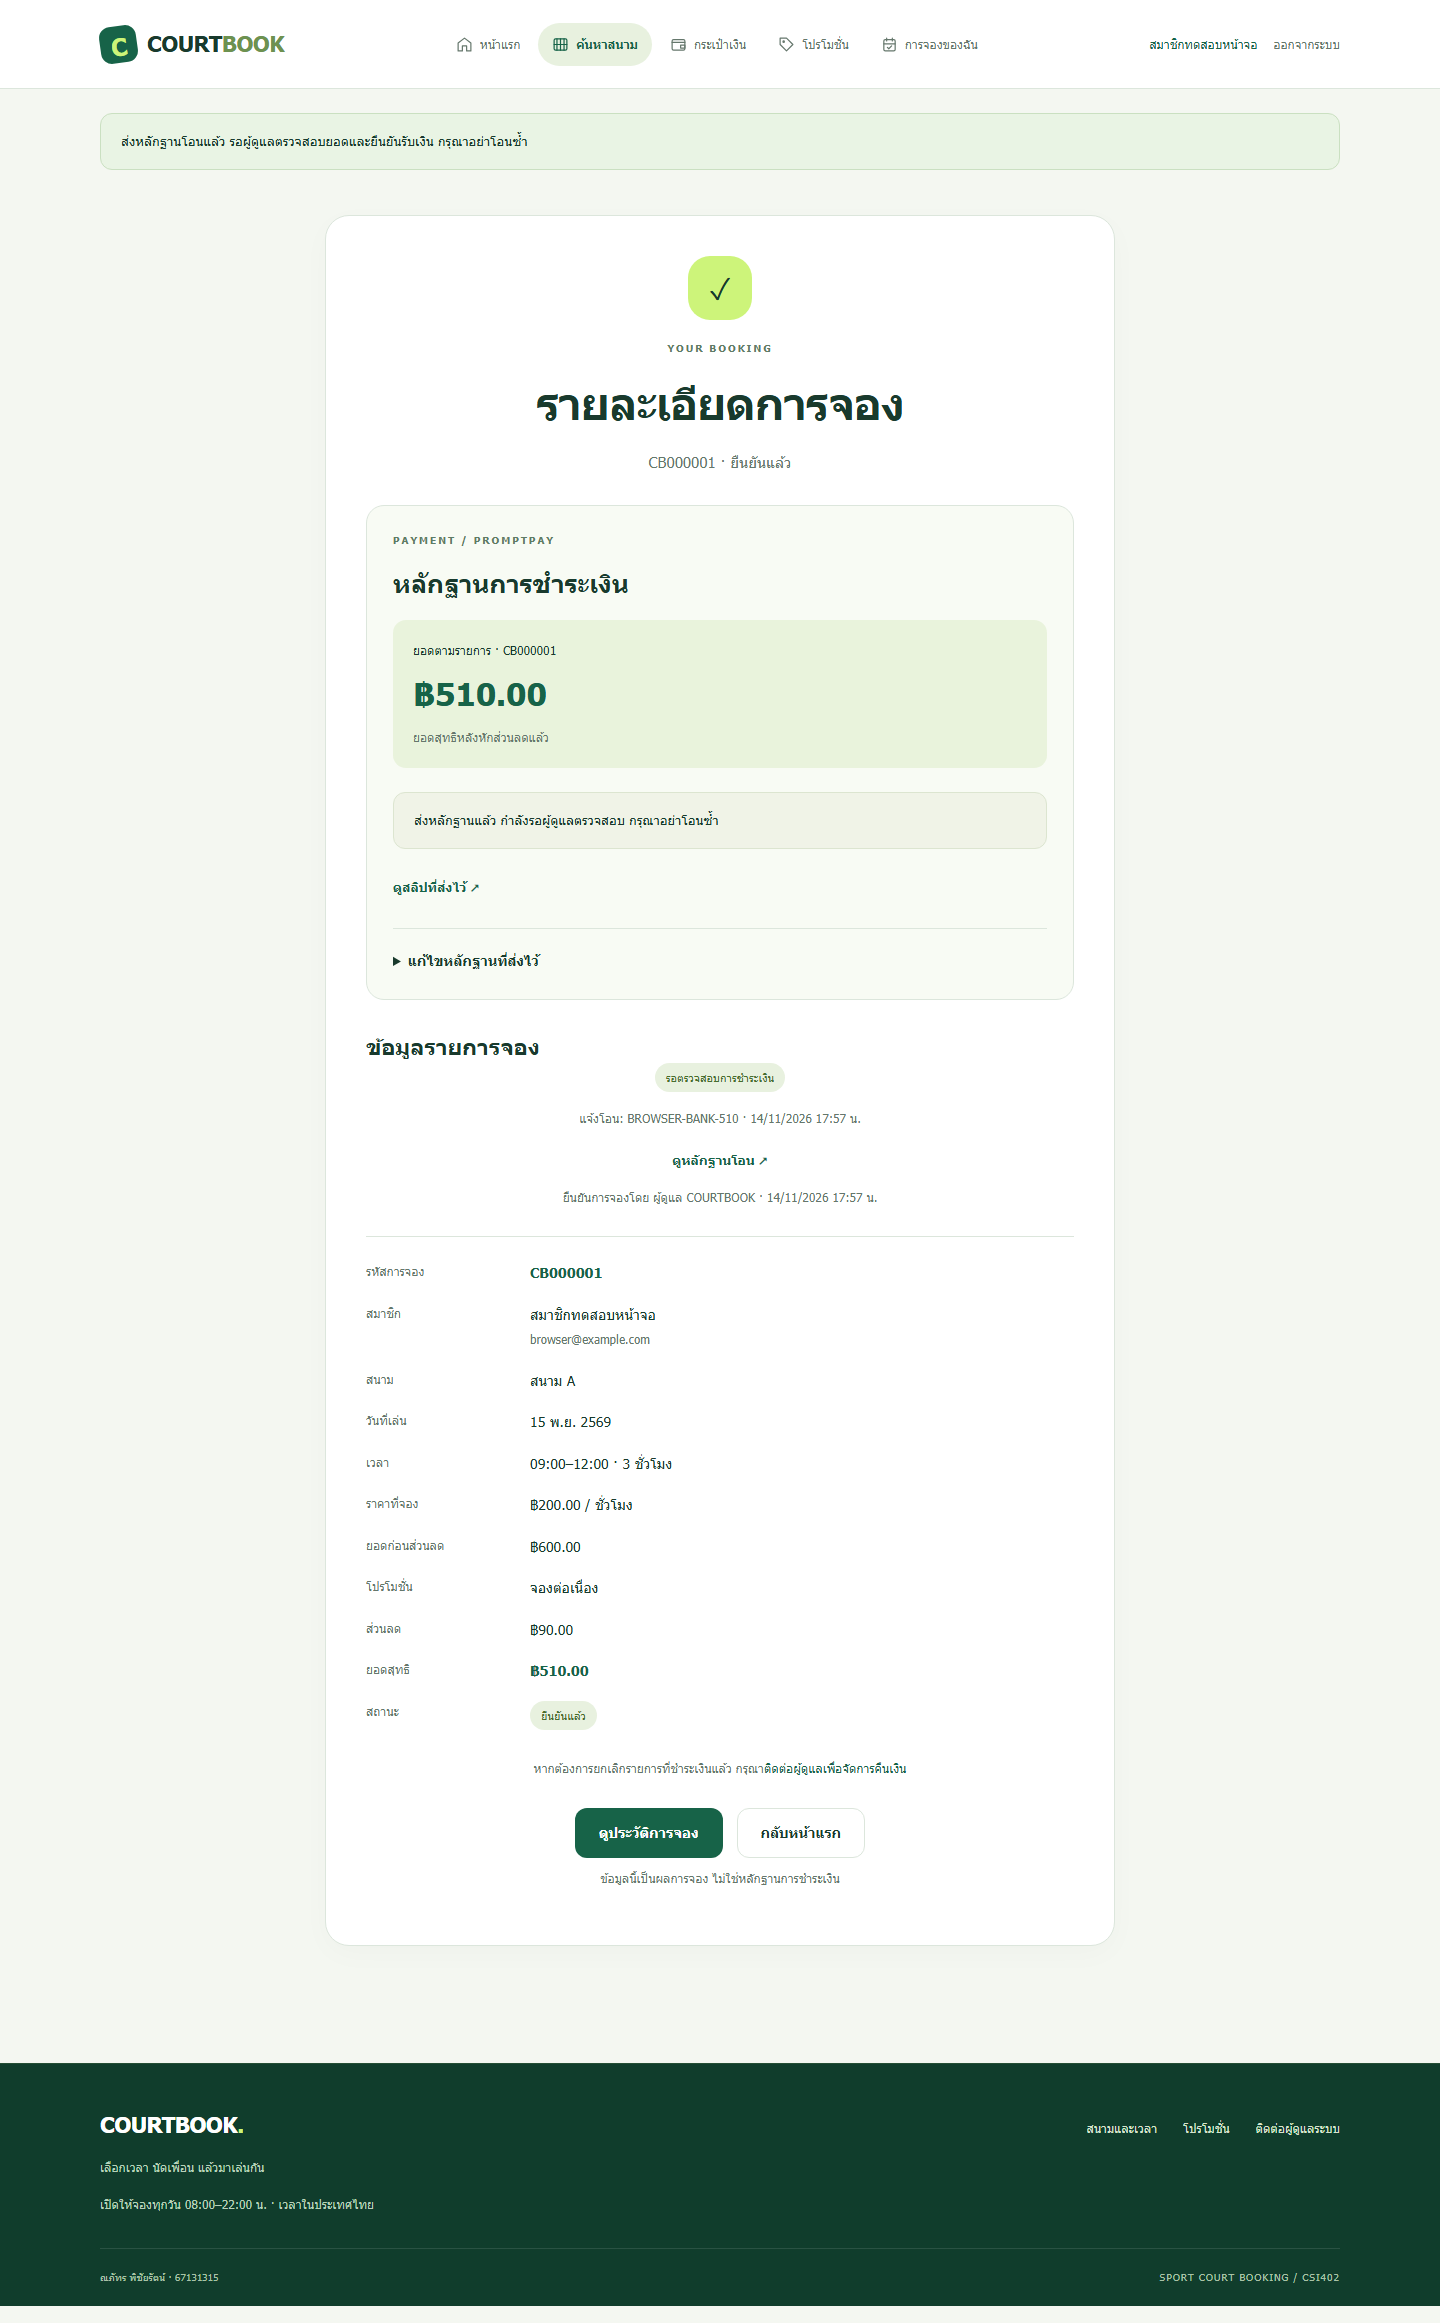 C COURTBOOK
หน้าแรก
ค้นหาสนาม
กระเป๋าเงิน
โปรโมชั่น
การจองของฉัน
สมาชิกทดสอบหน้าจอ
ออกจากระบบ
ส่งหลักฐานโอนแล้ว รอผู้ดูแลตรวจสอบยอดและยืนยันรับเงิน กรุณาอย่าโอนซ้ำ
✓
YOUR BOOKING
รายละเอียดการจอง
CB000001 · ยืนยันแล้ว
PAYMENT / PROMPTPAY
หลักฐานการชำระเงิน
ยอดตามรายการ · CB000001
฿510.00
ยอดสุทธิหลังหักส่วนลดแล้ว
ส่งหลักฐานแล้ว กำลังรอผู้ดูแลตรวจสอบ กรุณาอย่าโอนซ้ำ
ดูสลิปที่ส่งไว้ ↗
▶ แก้ไขหลักฐานที่ส่งไว้
ข้อมูลรายการจอง
รอตรวจสอบการชำระเงิน
แจ้งโอน: BROWSER-BANK-510 · 14/11/2026 17:57 น.
ดูหลักฐานโอน ↗
ยืนยันการจองโดย ผู้ดูแล COURTBOOK · 14/11/2026 17:57 น.
รหัสการจอง CB000001
สมาชิก สมาชิกทดสอบหน้าจอ
browser@example.com
สนาม สนาม A
วันที่เล่น 15 พ.ย. 2569
เวลา 09:00–12:00 · 3 ชั่วโมง
ราคาที่จอง ฿200.00 / ชั่วโมง
ยอดก่อนส่วนลด ฿600.00
โปรโมชั่น จองต่อเนื่อง
ส่วนลด ฿90.00
ยอดสุทธิ ฿510.00
สถานะ ยืนยันแล้ว
หากต้องการยกเลิกรายการที่ชำระเงินแล้ว กรุณาติดต่อผู้ดูแลเพื่อจัดการคืนเงิน
ดูประวัติการจอง
กลับหน้าแรก
ข้อมูลนี้เป็นผลการจอง ไม่ใช่หลักฐานการชำระเงิน
COURTBOOK.
สนามและเวลา
โปรโมชั่น
ติดต่อผู้ดูแลระบบ
เลือกเวลา นัดเพื่อน แล้วมาเล่นกัน
เปิดให้จองทุกวัน 08:00–22:00 น. · เวลาในประเทศไทย
ณภัทร พิชัยรัตน์ · 67131315
SPORT COURT BOOKING / CSI402